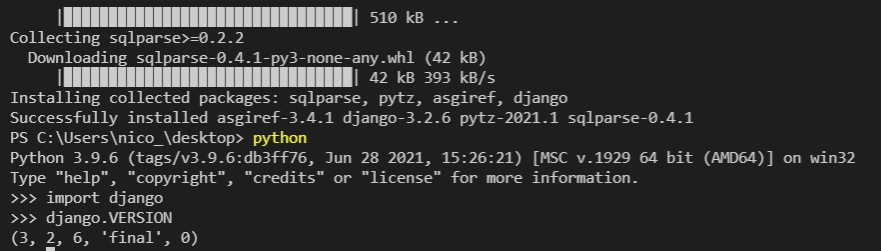 | 510 kB ...
Collecting sqlparse>=0.2.2
Downloading sqlparse-0.4.1-py3-none-any.whl (42 kB)
| 42 kB 393 kB/s
Installing collected packages: sqlparse, pytz, asgiref, django
Successfully installed asgiref-3.4.1 django-3.2.6 pytz-2021.1 sqlparse-0.4.1
PS C:\Users\nico_\desktop> python
Python 3.9.6 (tags/v3.9.6:db3ff76, Jun 28 2021, 15:26:21) [MSC v.1929 64 bit (AMD64)] on win32
Type "help", "copyright", "credits" or "license" for more information.
>>> import django
>>> django.VERSION
(3, 2, 6, 'final', 0)